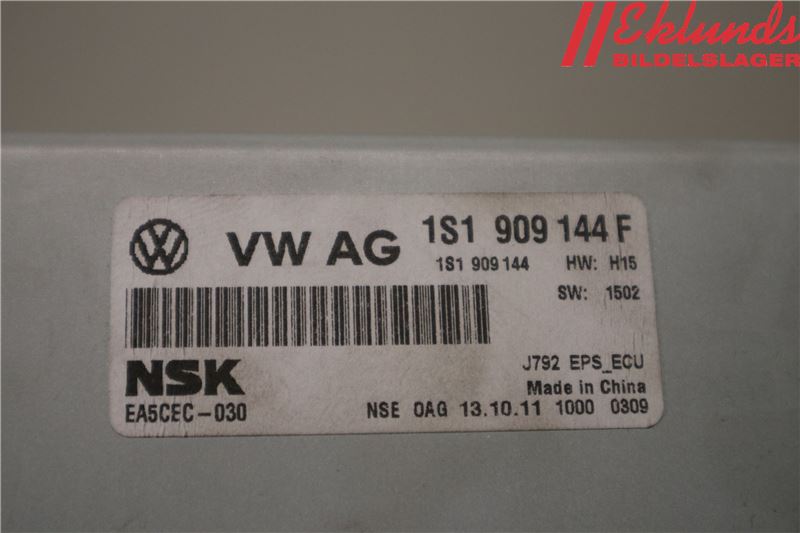 Eklunds
BILDELSLAGER
VW AG 1S1 909 144 F
1S1 909 144 HW: H15
SW: 1502
J792 EPS_ECU
NSK Made in China
EA5CEC-030 NSE OAG 13.10.11 1000 0309